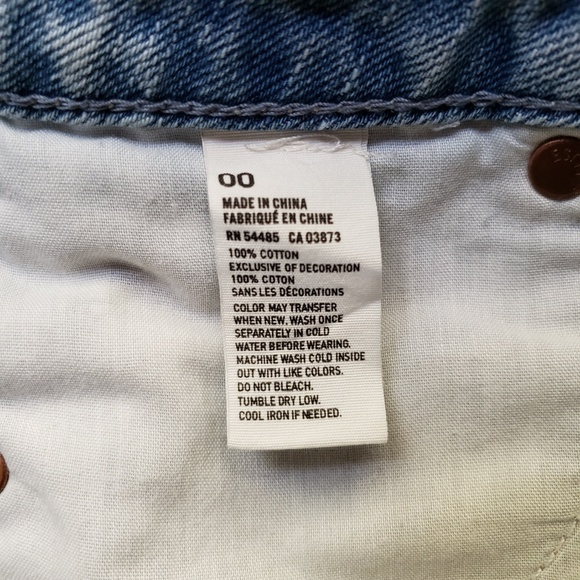 00
MADE IN CHINA
FABRIQUÉ EN CHINE
RN 54485 CA 03873
100% COTTON
EXCLUSIVE OF DECORATION
100% COTON
SANS LES DÉCORATIONS
COLOR MAY TRANSFER
WHEN NEW. WASH ONCE
SEPARATELY IN COLD
WATER BEFORE WEARING.
MACHINE WASH COLD INSIDE
OUT WITH LIKE COLORS.
DO NOT BLEACH.
TUMBLE DRY LOW.
COOL IRON IF NEEDED.